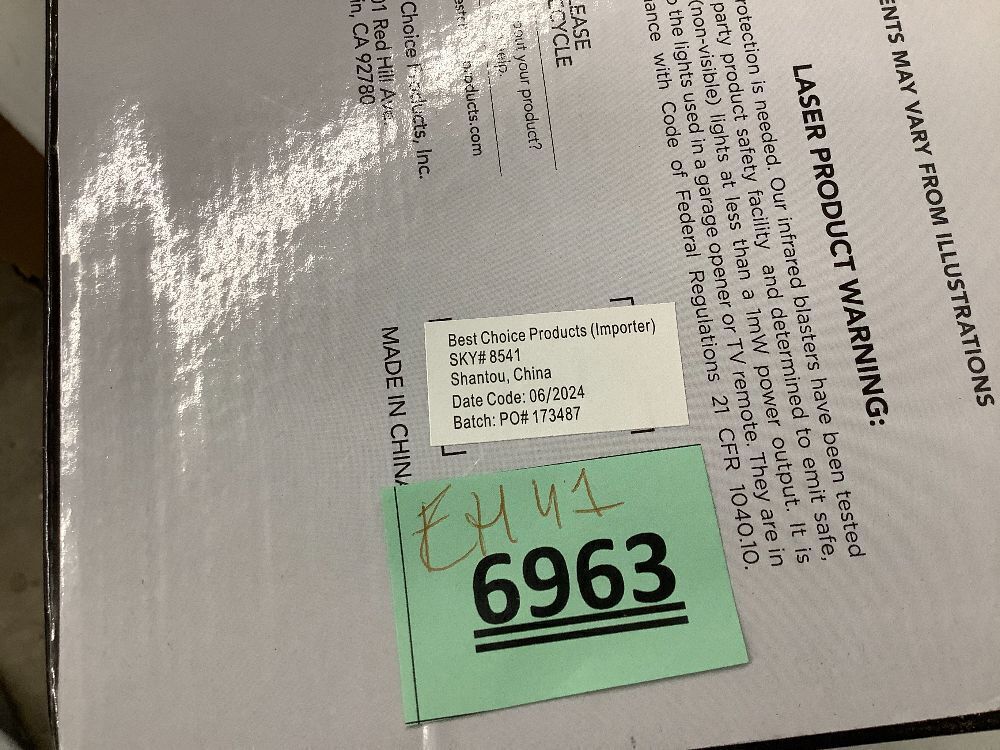 ENTS MAY VARY FROM ILLUSTRATIONS
LASER PRODUCT WARNING:
rotection is needed. Our infrared blasters have been tested
party product safety facility and determined to emit safe,
(non-visible) lights at less than a 1mW power output. It is
the lights used in a garage opener or TV remote. They are in
iance with Code of Federal Regulations 21 CFR 1040.10.
EASE
CYCLE
out your product?
help.
products.com
Choice Products, Inc.
01 Red Hill Ave.
in, CA 92780
MADE IN CHINA
Best Choice Products (Importer)
SKY# 8541
Shantou, China
Date Code: 06/2024
Batch: PO# 173487
EH41
6963